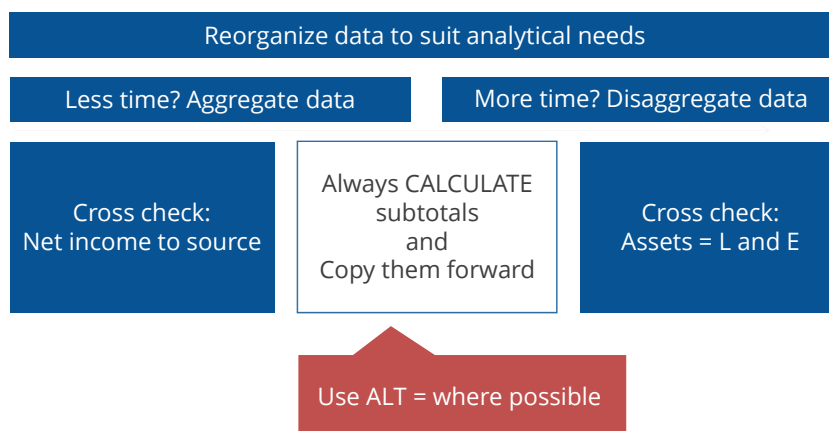 Reorganize data to suit analytical needs
Less time? Aggregate data
More time? Disaggregate data
Cross check:
Net income to source
Always CALCULATE
subtotals
and
Copy them forward
Cross check:
Assets = L and E
Use ALT = where possible